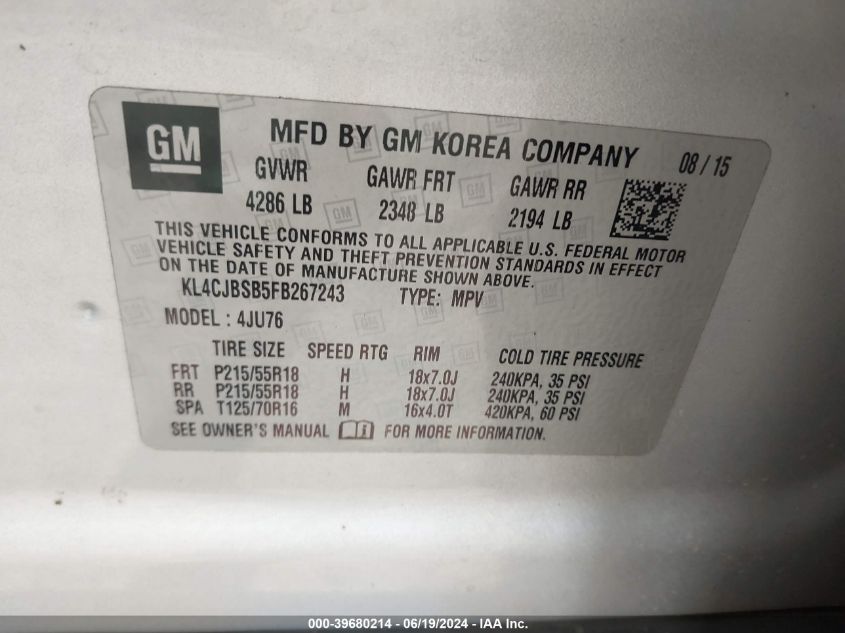 GM
MFD BY GM KOREA COMPANY 08 / 15
GVWR GAWR FRT GAWR RR
4286 LB 2348 LB 2194 LB
THIS VEHICLE CONFORMS TO ALL APPLICABLE U.S. FEDERAL MOTOR
VEHICLE SAFETY AND THEFT PREVENTION STANDARDS IN EFFECT
ON THE DATE OF MANUFACTURE SHOWN ABOVE.
KL4CJBSB5FB267243 TYPE: MPV
MODEL : 4JU76
TIRE SIZE SPEED RTG RIM COLD TIRE PRESSURE
FRT P215/55R18 H 18x7.0J 240KPA, 35 PSI
RR P215/55R18 H 18x7.0J 240KPA, 35 PSI
SPA T125/70R16 M 16x4.0T 420KPA, 60 PSI
SEE OWNER'S MANUAL i FOR MORE INFORMATION.
000-39680214 - 06/19/2024 - IAA Inc.